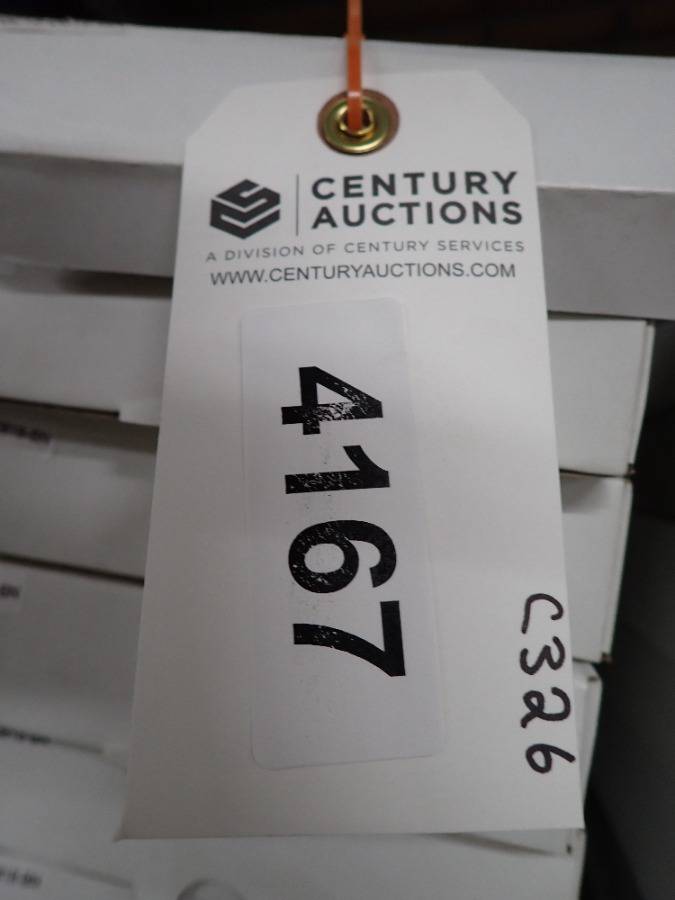 CENTURY
AUCTIONS
A DIVISION OF CENTURY SERVICES
WWW.CENTURYAUCTIONS.COM
4167
C326